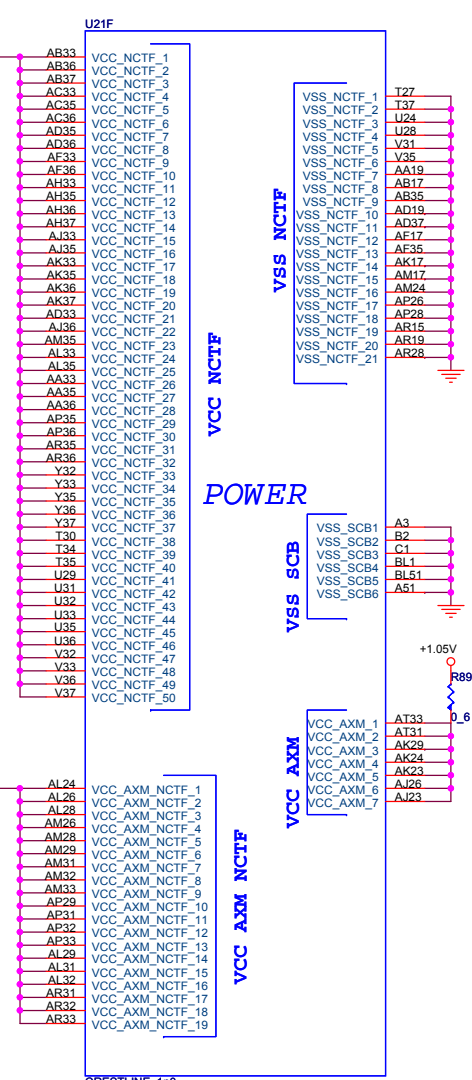 U21F
AB33 VCC_NCTF_1
AB36 VCC_NCTF_2
AB37 VCC_NCTF_3
AC33 VCC_NCTF_4
AC35 VCC_NCTF_5
AC36 VCC_NCTF_6
AD35 VCC_NCTF_7
AD36 VCC_NCTF_8
AF33 VCC_NCTF_9
AF36 VCC_NCTF_10
AH33 VCC_NCTF_11
AH35 VCC_NCTF_12
AH36 VCC_NCTF_13
AH37 VCC_NCTF_14
AJ33 VCC_NCTF_15
AJ35 VCC_NCTF_16
AK33 VCC_NCTF_17
AK35 VCC_NCTF_18
AK36 VCC_NCTF_19
AK37 VCC_NCTF_20
AD33 VCC_NCTF_21
AJ36 VCC_NCTF_22
AM35 VCC_NCTF_23
AL33 VCC_NCTF_24
AL35 VCC_NCTF_25
AA33 VCC_NCTF_26
AA35 VCC_NCTF_27
AA36 VCC_NCTF_28
AP35 VCC_NCTF_29
AP36 VCC_NCTF_30
AR35 VCC_NCTF_31
AR36 VCC_NCTF_32
Y32 VCC_NCTF_33
Y33 VCC_NCTF_34
Y35 VCC_NCTF_35
Y36 VCC_NCTF_36
Y37 VCC_NCTF_37
T30 VCC_NCTF_38
T34 VCC_NCTF_39
T35 VCC_NCTF_40
U29 VCC_NCTF_41
U31 VCC_NCTF_42
U32 VCC_NCTF_43
U33 VCC_NCTF_44
U35 VCC_NCTF_45
U36 VCC_NCTF_46
V32 VCC_NCTF_47
V33 VCC_NCTF_48
V36 VCC_NCTF_49
V37 VCC_NCTF_50
VCC NCTF
POWER
VSS_NCTF_1 T27
VSS_NCTF_2 T37
VSS_NCTF_3 U24
VSS_NCTF_4 U28
VSS_NCTF_5 V31
VSS_NCTF_6 V35
VSS_NCTF_7 AA19
VSS_NCTF_8 AB17
VSS_NCTF_9 AB35
VSS_NCTF_10 AD19
VSS_NCTF_11 AD37
VSS_NCTF_12 AF17
VSS_NCTF_13 AF35
VSS_NCTF_14 AK17
VSS_NCTF_15 AM17
VSS_NCTF_16 AM24
VSS_NCTF_17 AP26
VSS_NCTF_18 AP28
VSS_NCTF_19 AR15
VSS_NCTF_20 AR19
VSS_NCTF_21 AR28
VSS NCTF
VSS_SCB1 A3
VSS_SCB2 B2
VSS_SCB3 C1
VSS_SCB4 BL1
VSS_SCB5 BL51
VSS_SCB6 A51
VSS SCB
+1.05V
R89
0_6
VCC_AXM_1 AT33
VCC_AXM_2 AT31
VCC_AXM_3 AK29
VCC_AXM_4 AK24
VCC_AXM_5 AK23
VCC_AXM_6 AJ26
VCC_AXM_7 AJ23
VCC AXM
AL24 VCC_AXM_NCTF_1
AL26 VCC_AXM_NCTF_2
AL28 VCC_AXM_NCTF_3
AM26 VCC_AXM_NCTF_4
AM28 VCC_AXM_NCTF_5
AM29 VCC_AXM_NCTF_6
AM31 VCC_AXM_NCTF_7
AM32 VCC_AXM_NCTF_8
AM33 VCC_AXM_NCTF_9
AP29 VCC_AXM_NCTF_10
AP31 VCC_AXM_NCTF_11
AP32 VCC_AXM_NCTF_12
AP33 VCC_AXM_NCTF_13
AL29 VCC_AXM_NCTF_14
AL31 VCC_AXM_NCTF_15
AL32 VCC_AXM_NCTF_16
AR31 VCC_AXM_NCTF_17
AR32 VCC_AXM_NCTF_18
AR33 VCC_AXM_NCTF_19
VCC AXM NCTF